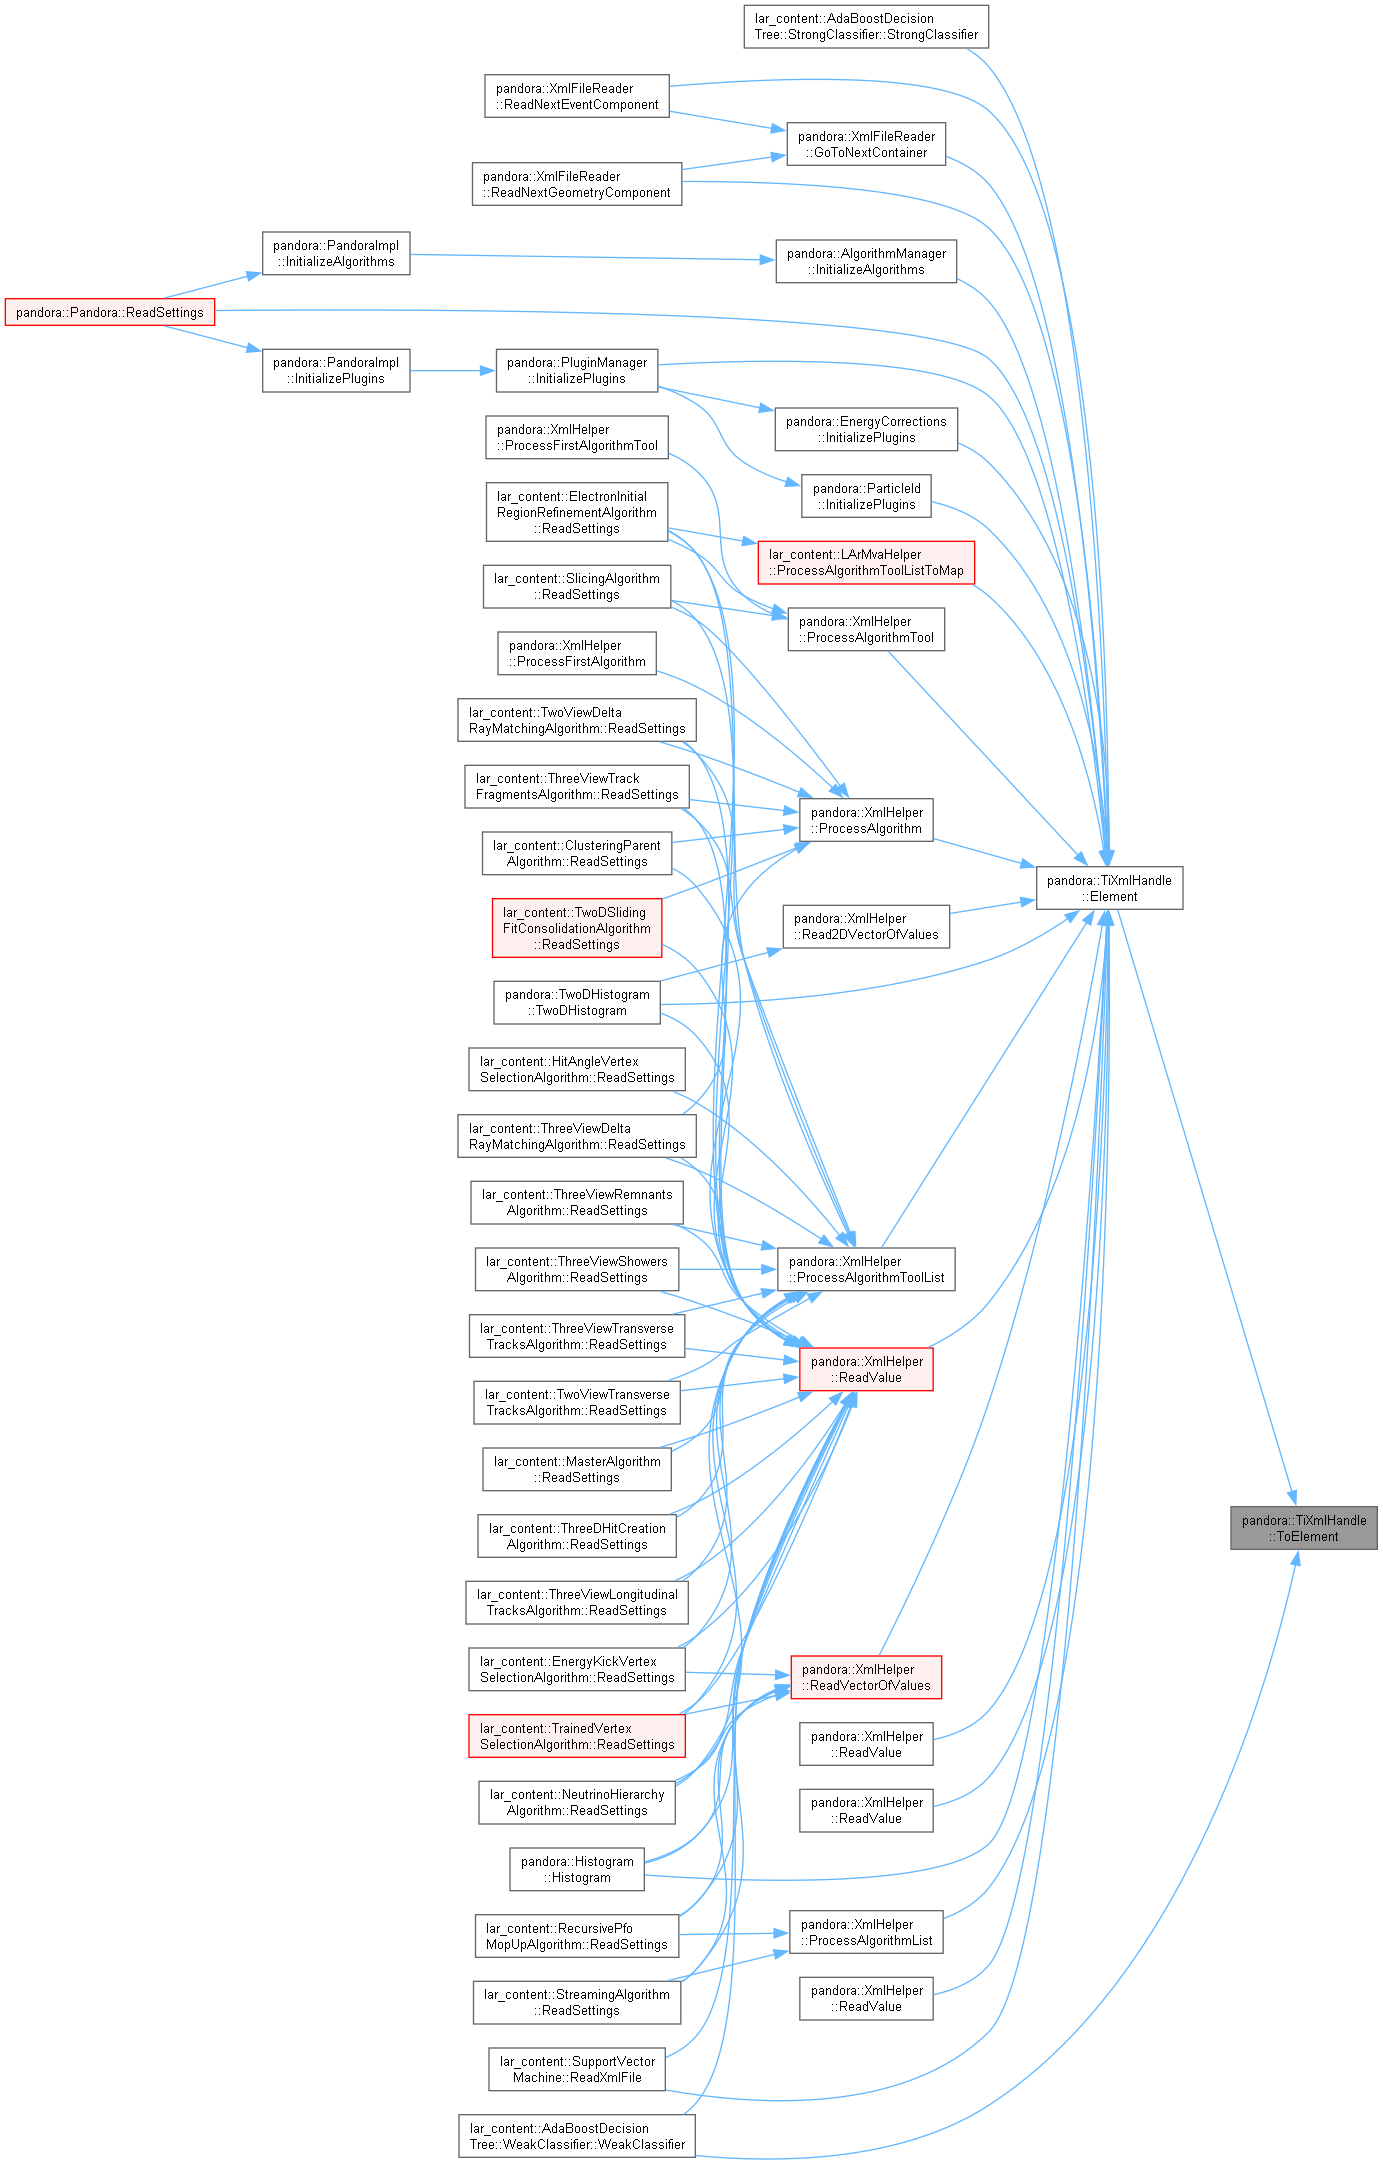 lar_content::AdaBoostDecision
Tree::StrongClassifier::StrongClassifier
pandora::XmlFileReader
::ReadNextEventComponent
pandora::XmlFileReader
::GoToNextContainer
pandora::XmlFileReader
::ReadNextGeometryComponent
pandora::PandoraImpl
::InitializeAlgorithms
pandora::AlgorithmManager
::InitializeAlgorithms
pandora::Pandora::ReadSettings
pandora::PandoraImpl
::InitializePlugins
pandora::PluginManager
::InitializePlugins
pandora::EnergyCorrections
::InitializePlugins
pandora::XmlHelper
::ProcessFirstAlgorithmTool
pandora::ParticleId
::InitializePlugins
lar_content::ElectronInitial
RegionRefinementAlgorithm
::ReadSettings
lar_content::LArMvaHelper
::ProcessAlgorithmToolListToMap
lar_content::SlicingAlgorithm
::ReadSettings
pandora::XmlHelper
::ProcessAlgorithmTool
pandora::XmlHelper
::ProcessFirstAlgorithm
lar_content::TwoViewDelta
RayMatchingAlgorithm::ReadSettings
lar_content::ThreeViewTrack
FragmentsAlgorithm::ReadSettings
pandora::XmlHelper
::ProcessAlgorithm
lar_content::ClusteringParent
Algorithm::ReadSettings
pandora::TiXmlHandle
::Element
lar_content::TwoDSliding
FitConsolidationAlgorithm
::ReadSettings
pandora::XmlHelper
::Read2DVectorOfValues
pandora::TwoDHistogram
::TwoDHistogram
lar_content::HitAngleVertex
SelectionAlgorithm::ReadSettings
lar_content::ThreeViewDelta
RayMatchingAlgorithm::ReadSettings
lar_content::ThreeViewRemnants
Algorithm::ReadSettings
lar_content::ThreeViewShowers
Algorithm::ReadSettings
pandora::XmlHelper
::ProcessAlgorithmToolList
lar_content::ThreeViewTransverse
TracksAlgorithm::ReadSettings
pandora::XmlHelper
::ReadValue
lar_content::TwoViewTransverse
TracksAlgorithm::ReadSettings
lar_content::MasterAlgorithm
::ReadSettings
lar_content::ThreeDHitCreation
Algorithm::ReadSettings
pandora::TiXmlHandle
::ToElement
lar_content::ThreeViewLongitudinal
TracksAlgorithm::ReadSettings
lar_content::EnergyKickVertex
SelectionAlgorithm::ReadSettings
pandora::XmlHelper
::ReadVectorOfValues
lar_content::TrainedVertex
SelectionAlgorithm::ReadSettings
pandora::XmlHelper
::ReadValue
lar_content::NeutrinoHierarchy
Algorithm::ReadSettings
pandora::XmlHelper
::ReadValue
pandora::Histogram
::Histogram
lar_content::RecursivePfo
MopUpAlgorithm::ReadSettings
pandora::XmlHelper
::ProcessAlgorithmList
lar_content::StreamingAlgorithm
::ReadSettings
pandora::XmlHelper
::ReadValue
lar_content::SupportVector
Machine::ReadXmlFile
lar_content::AdaBoostDecision
Tree::WeakClassifier::WeakClassifier